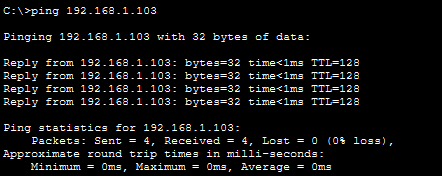 C:\>ping 192.168.1.103
Pinging 192.168.1.103 with 32 bytes of data:
Reply from 192.168.1.103: bytes=32 time<1ms TTL=128
Reply from 192.168.1.103: bytes=32 time<1ms TTL=128
Reply from 192.168.1.103: bytes=32 time<1ms TTL=128
Reply from 192.168.1.103: bytes=32 time<1ms TTL=128
Ping statistics for 192.168.1.103:
    Packets: Sent = 4, Received = 4, Lost = 0 (0% loss),
Approximate round trip times in milli-seconds:
    Minimum = 0ms, Maximum = 0ms, Average = 0ms